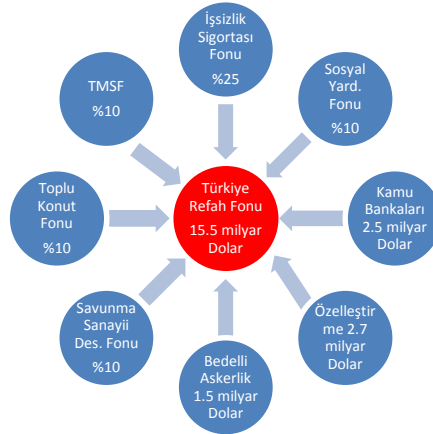 İşsizlik
Sigortası
Fonu
%25
Sosyal
Yard.
Fonu
%10
Kamu
Bankaları
2.5 milyar
Dolar
Özelleştir
me 2.7
milyar
Dolar
Bedelli
Askerlik
1.5 milyar
Dolar
Savunma
Sanayii
Des. Fonu
%10
Toplu
Konut
Fonu
%10
TMSF
%10
Türkiye
Refah Fonu
15.5 milyar
Dolar